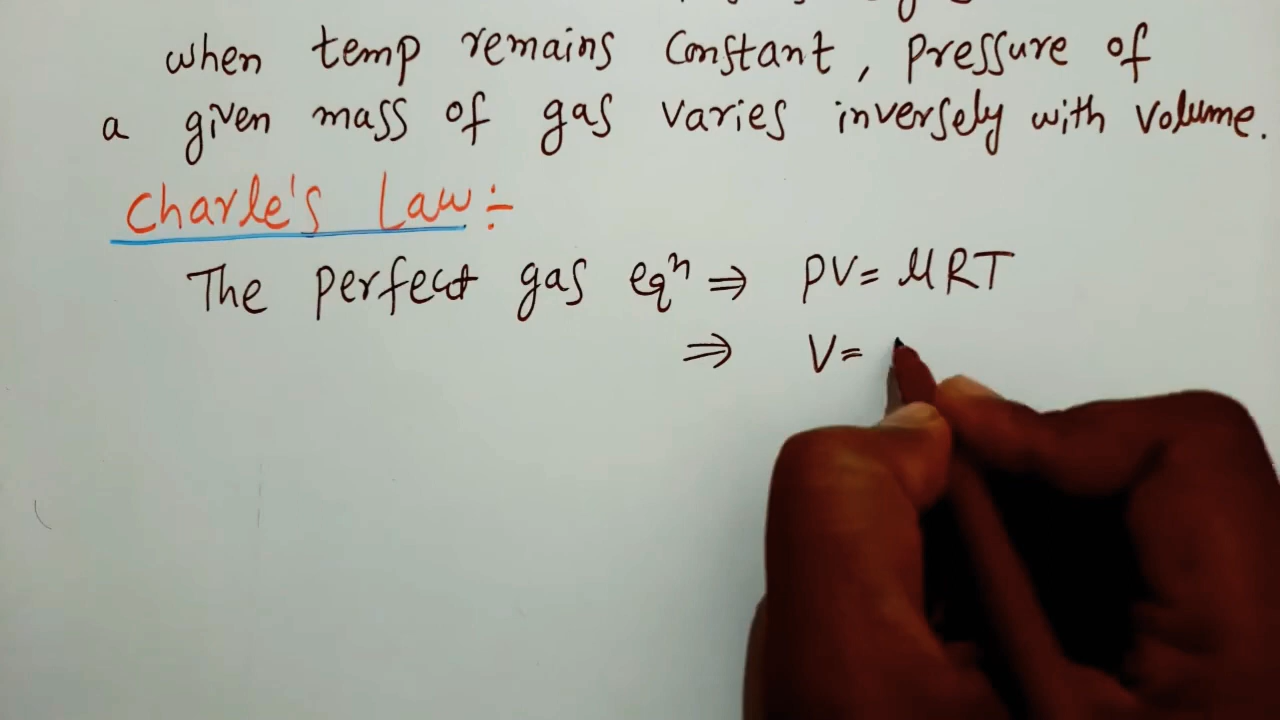 when temp remains constant, pressure of
a given mass of gas varies inversely with volume.
Charle's Law :-
The perfect gas eqⁿ ⇒ PV = μRT
⇒ V =